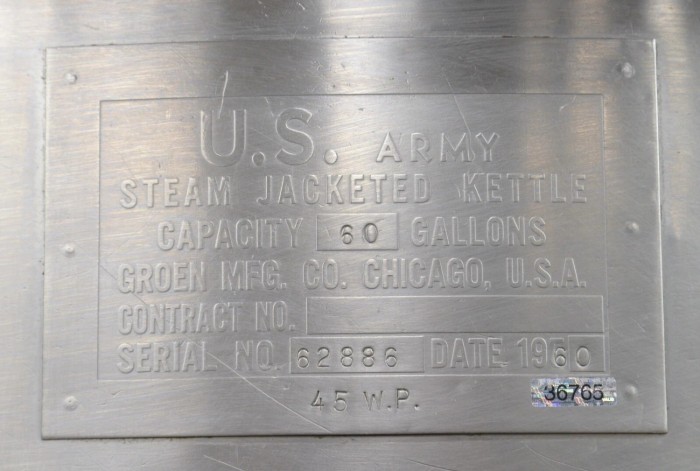 U.S. ARMY
STEAM JACKETED KETTLE
CAPACITY 60 GALLONS
GROEN MFG. CO. CHICAGO, U.S.A.
CONTRACT NO.
SERIAL NO. 62886 DATE 1960
36765
45 W.P.